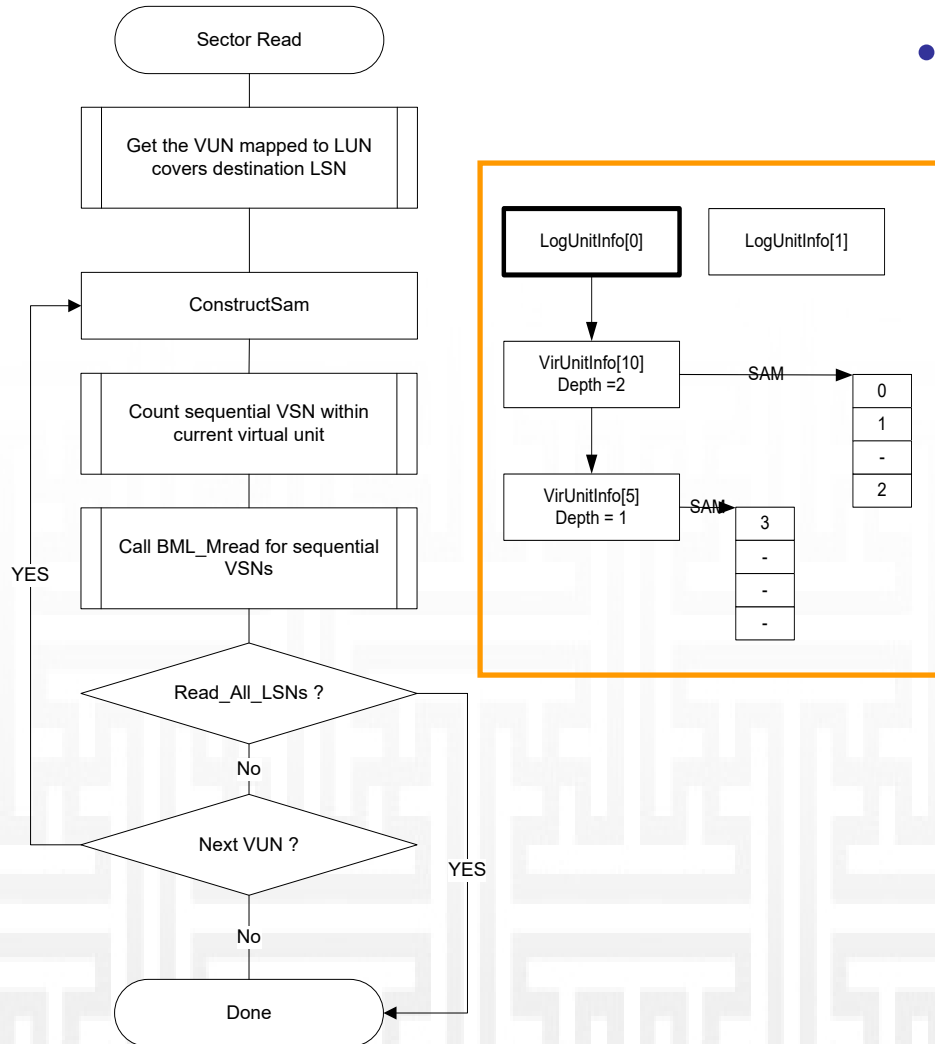 Sector Read
Get the VUN mapped to LUN
covers destination LSN
ConstructSam
Count sequential VSN within
current virtual unit
Call BML_Mread for sequential
VSNs
YES
Read_All_LSNs ?
No
Next VUN ?
YES
No
Done
•
LogUnitInfo[0]
LogUnitInfo[1]
VirUnitInfo[10]
Depth =2
SAM
0
1
-
2
VirUnitInfo[5]
Depth = 1
SAM
3
-
-
-